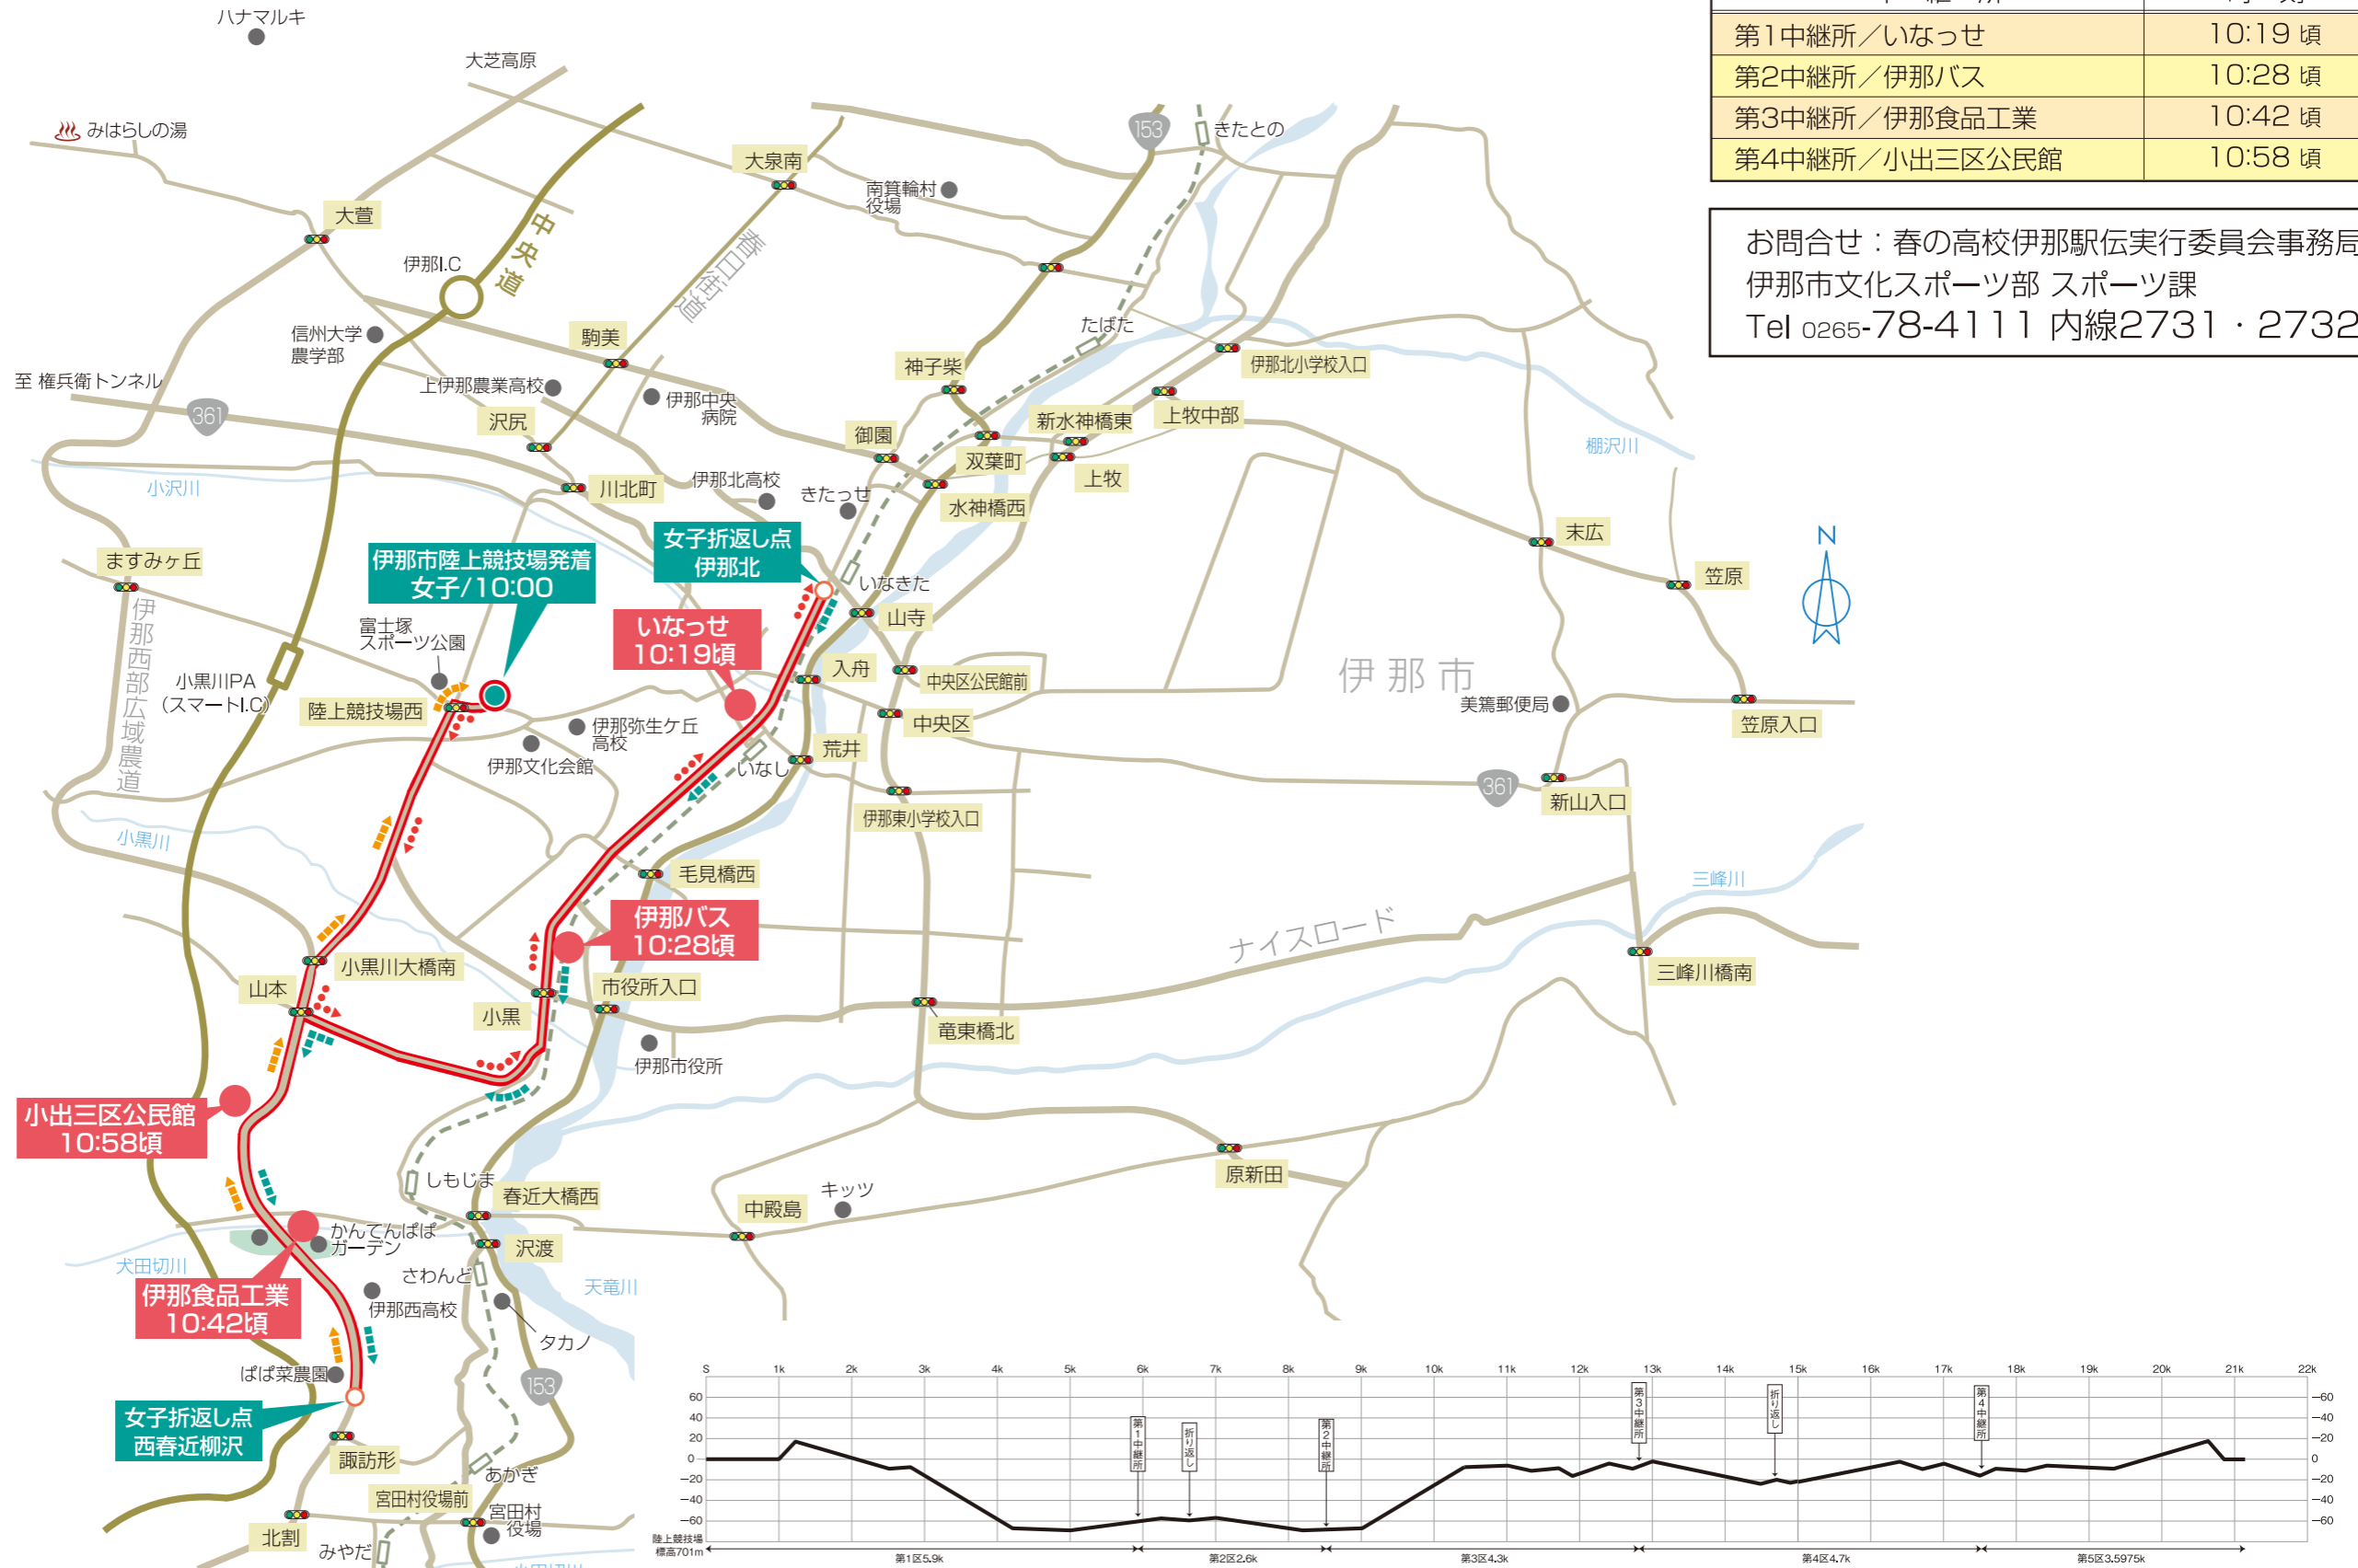 第1中継所／いなっせ 10:19 頃
第2中継所／伊那バス 10:28 頃
第3中継所／伊那食品工業 10:42 頃
第4中継所／小出三区公民館 10:58 頃
お問合せ：春の高校伊那駅伝実行委員会事務局
伊那市文化スポーツ部 スポーツ課
Tel 0265-78-4111 内線2731・2732
ハナマルキ
大芝高原
みはらしの湯
153
きたとの
大泉南
南箕輪村
役場
大萱
中央道
春日街道
伊那I.C
信州大学
農学部
駒美
たばた
伊那北小学校入口
神子柴
至 権兵衛トンネル
361
上伊那農業高校
伊那中央
病院
沢尻
御園
新水神橋東
上牧中部
双葉町
上牧
棚沢川
小沢川
川北町
伊那北高校
きたっせ
水神橋西
末広
N
ますみヶ丘
伊那市陸上競技場発着
女子/10:00
女子折返し点
伊那北
いなきた
笠原
伊那西部広域農道
富士塚
スポーツ公園
いなっせ
10:19頃
山寺
入舟
中央区公民館前
伊那市
小黒川PA
(スマートI.C)
陸上競技場西
伊那弥生ケ丘
高校
伊那文化会館
中央区
美篶郵便局
笠原入口
荒井
いなし
361
新山入口
伊那東小学校入口
小黒川
毛見橋西
三峰川
伊那バス
10:28頃
ナイスロード
小黒川大橋南
三峰川橋南
山本
小黒
市役所入口
竜東橋北
伊那市役所
小出三区公民館
10:58頃
しもじま
春近大橋西
原新田
キッツ
中殿島
かんてんぱぱ
ガーデン
沢渡
犬田切川
さわんど
天竜川
伊那食品工業
10:42頃
伊那西高校
タカノ
ぱぱ菜農園
153
女子折返し点
西春近柳沢
諏訪形
あかぎ
宮田村役場前
宮田村
役場
北割
みやだ
S 1k 2k 3k 4k 5k 6k 7k 8k 9k 10k 11k 12k 13k 14k 15k 16k 17k 18k 19k 20k 21k 22k
60 −60
40 −40
20 −20
0 0
−20 −20
−40 −40
−60 −60
第1中継所
折り返し
第2中継所
第3中継所
折り返し
第4中継所
陸上競技場
標高701m
第1区5.9k 第2区2.6k 第3区4.3k 第4区4.7k 第5区3.5975k